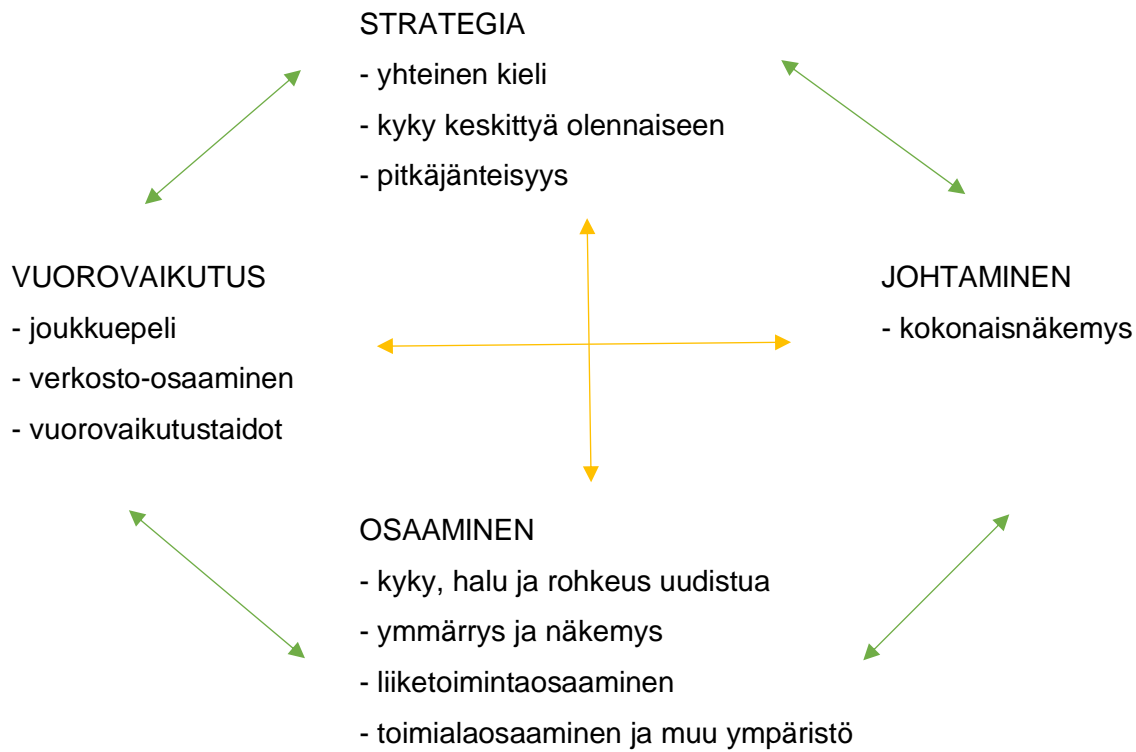 STRATEGIA
- yhteinen kieli
- kyky keskittyä olennaiseen
- pitkäjänteisyys
VUOROVAIKUTUS
- joukkuepeli
- verkosto-osaaminen
- vuorovaikutustaidot
JOHTAMINEN
- kokonaisnäkemys
OSAAMINEN
- kyky, halu ja rohkeus uudistua
- ymmärrys ja näkemys
- liiketoimintaosaaminen
- toimialaosaaminen ja muu ympäristö